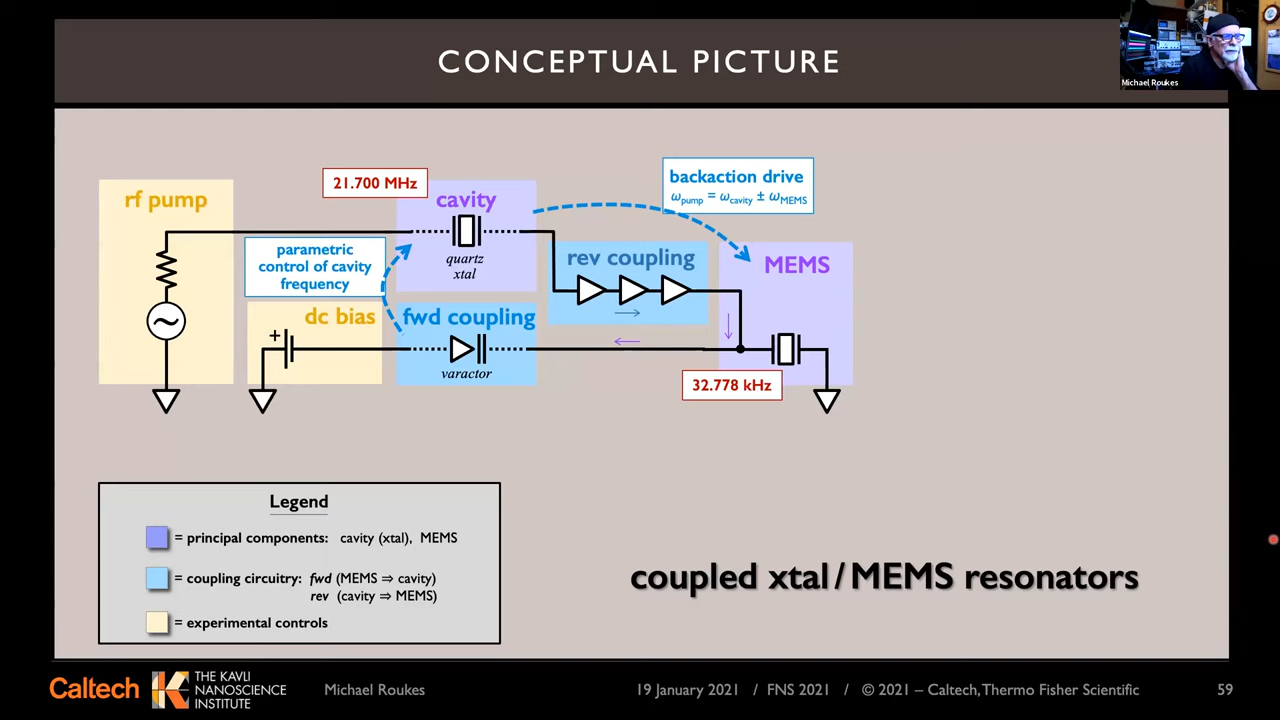 CONCEPTUAL PICTURE
Michael Roukes
rf pump
21.700 MHz
cavity
quartz
xtal
backaction drive
ω_pump = ω_cavity ± ω_MEMS
parametric
control of cavity
frequency
rev coupling
MEMS
+
dc bias
fwd coupling
varactor
32.778 kHz
Legend
= principal components: cavity (xtal), MEMS
= coupling circuitry: fwd (MEMS ⇒ cavity)
rev (cavity ⇒ MEMS)
= experimental controls
coupled xtal/MEMS resonators
Caltech
THE KAVLI
NANOSCIENCE
INSTITUTE
Michael Roukes
19 January 2021 / FNS 2021 / © 2021 – Caltech, Thermo Fisher Scientific
59